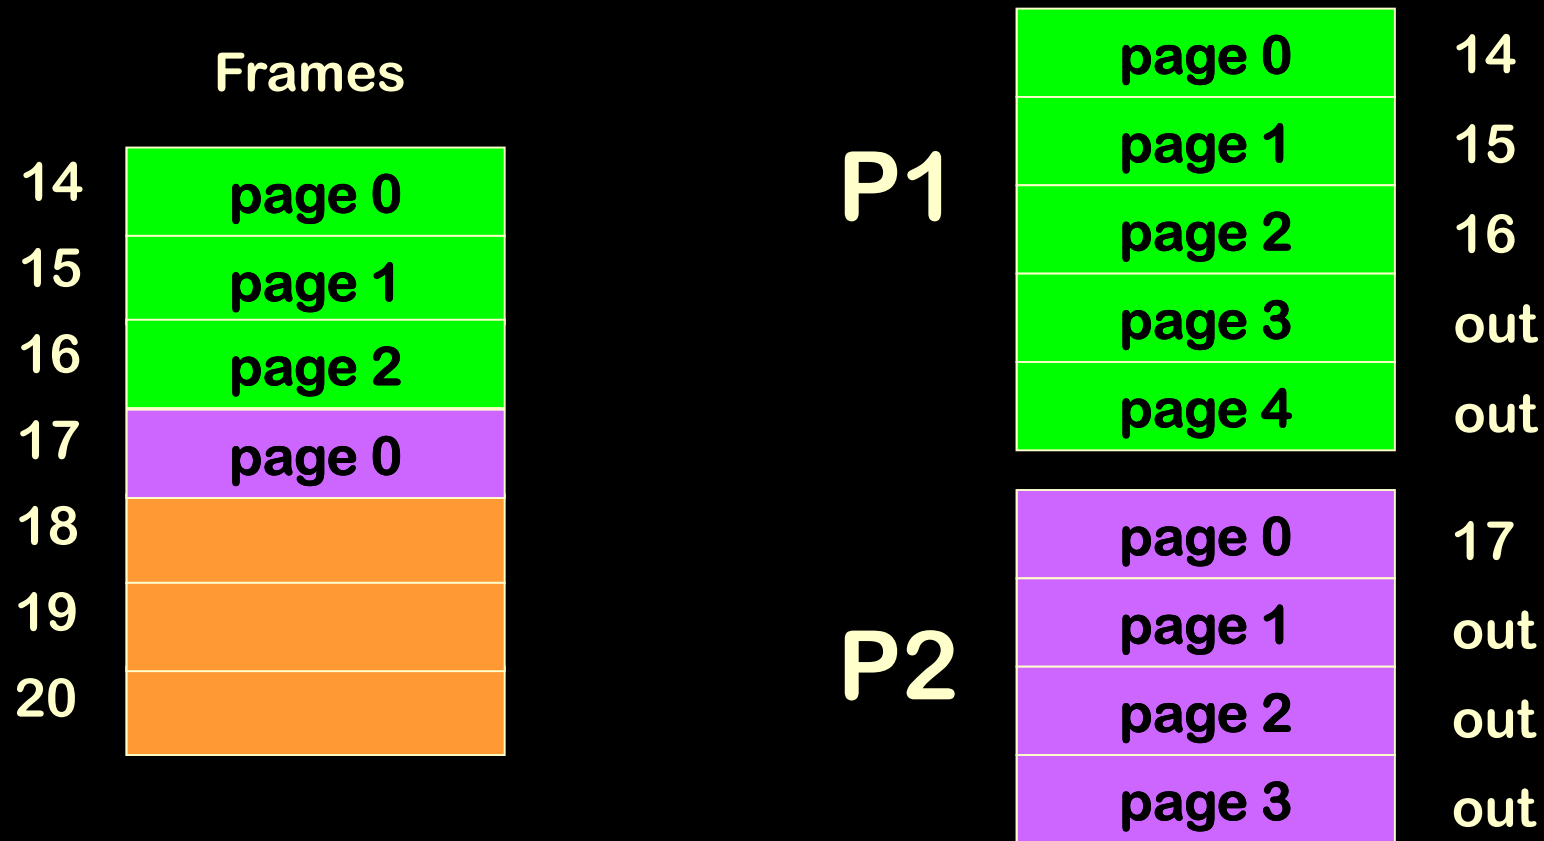 Frames
14 page 0
15 page 1
16 page 2
17 page 0
18
19
20
P1
page 0 14
page 1 15
page 2 16
page 3 out
page 4 out
P2
page 0 17
page 1 out
page 2 out
page 3 out